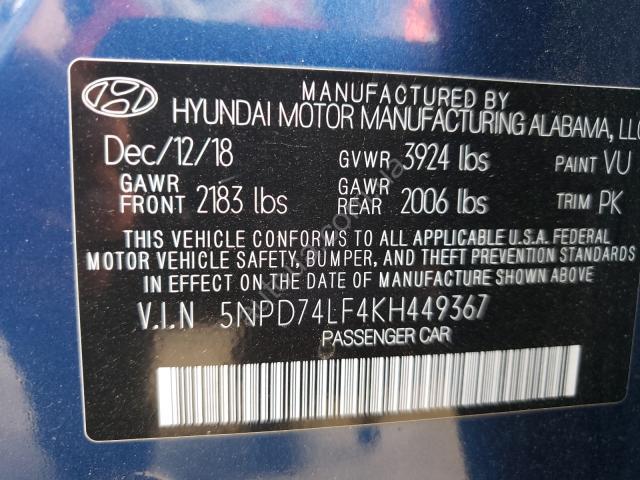 MANUFACTURED BY
HYUNDAI MOTOR MANUFACTURING ALABAMA, LLC
Dec/12/18 GVWR 3924 lbs PAINT VU
GAWR FRONT 2183 lbs GAWR REAR 2006 lbs TRIM PK
THIS VEHICLE CONFORMS TO ALL APPLICABLE U.S.A. FEDERAL
MOTOR VEHICLE SAFETY, BUMPER, AND THEFT PREVENTION STANDARDS
IN EFFECT ON THE DATE OF MANUFACTURE SHOWN ABOVE.
V.I.N 5NPD74LF4KH449367
PASSENGER CAR